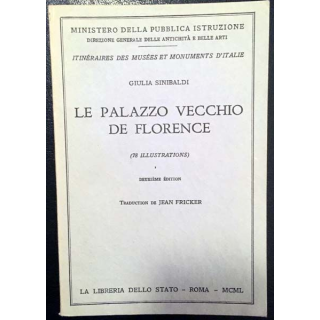 MINISTERO DELLA PUBBLICA ISTRUZIONE
DIREZIONE GENERALE DELLE ANTICHITÀ E BELLE ARTI
ITINÉRAIRES DES MUSÉES ET MONUMENTS D'ITALIE
GIULIA SINIBALDI
LE PALAZZO VECCHIO
DE FLORENCE
(78 ILLUSTRATIONS)
DEUXIÈME ÉDITION
TRADUCTION DE JEAN FRICKER
LA LIBRERIA DELLO STATO - ROMA - MCML